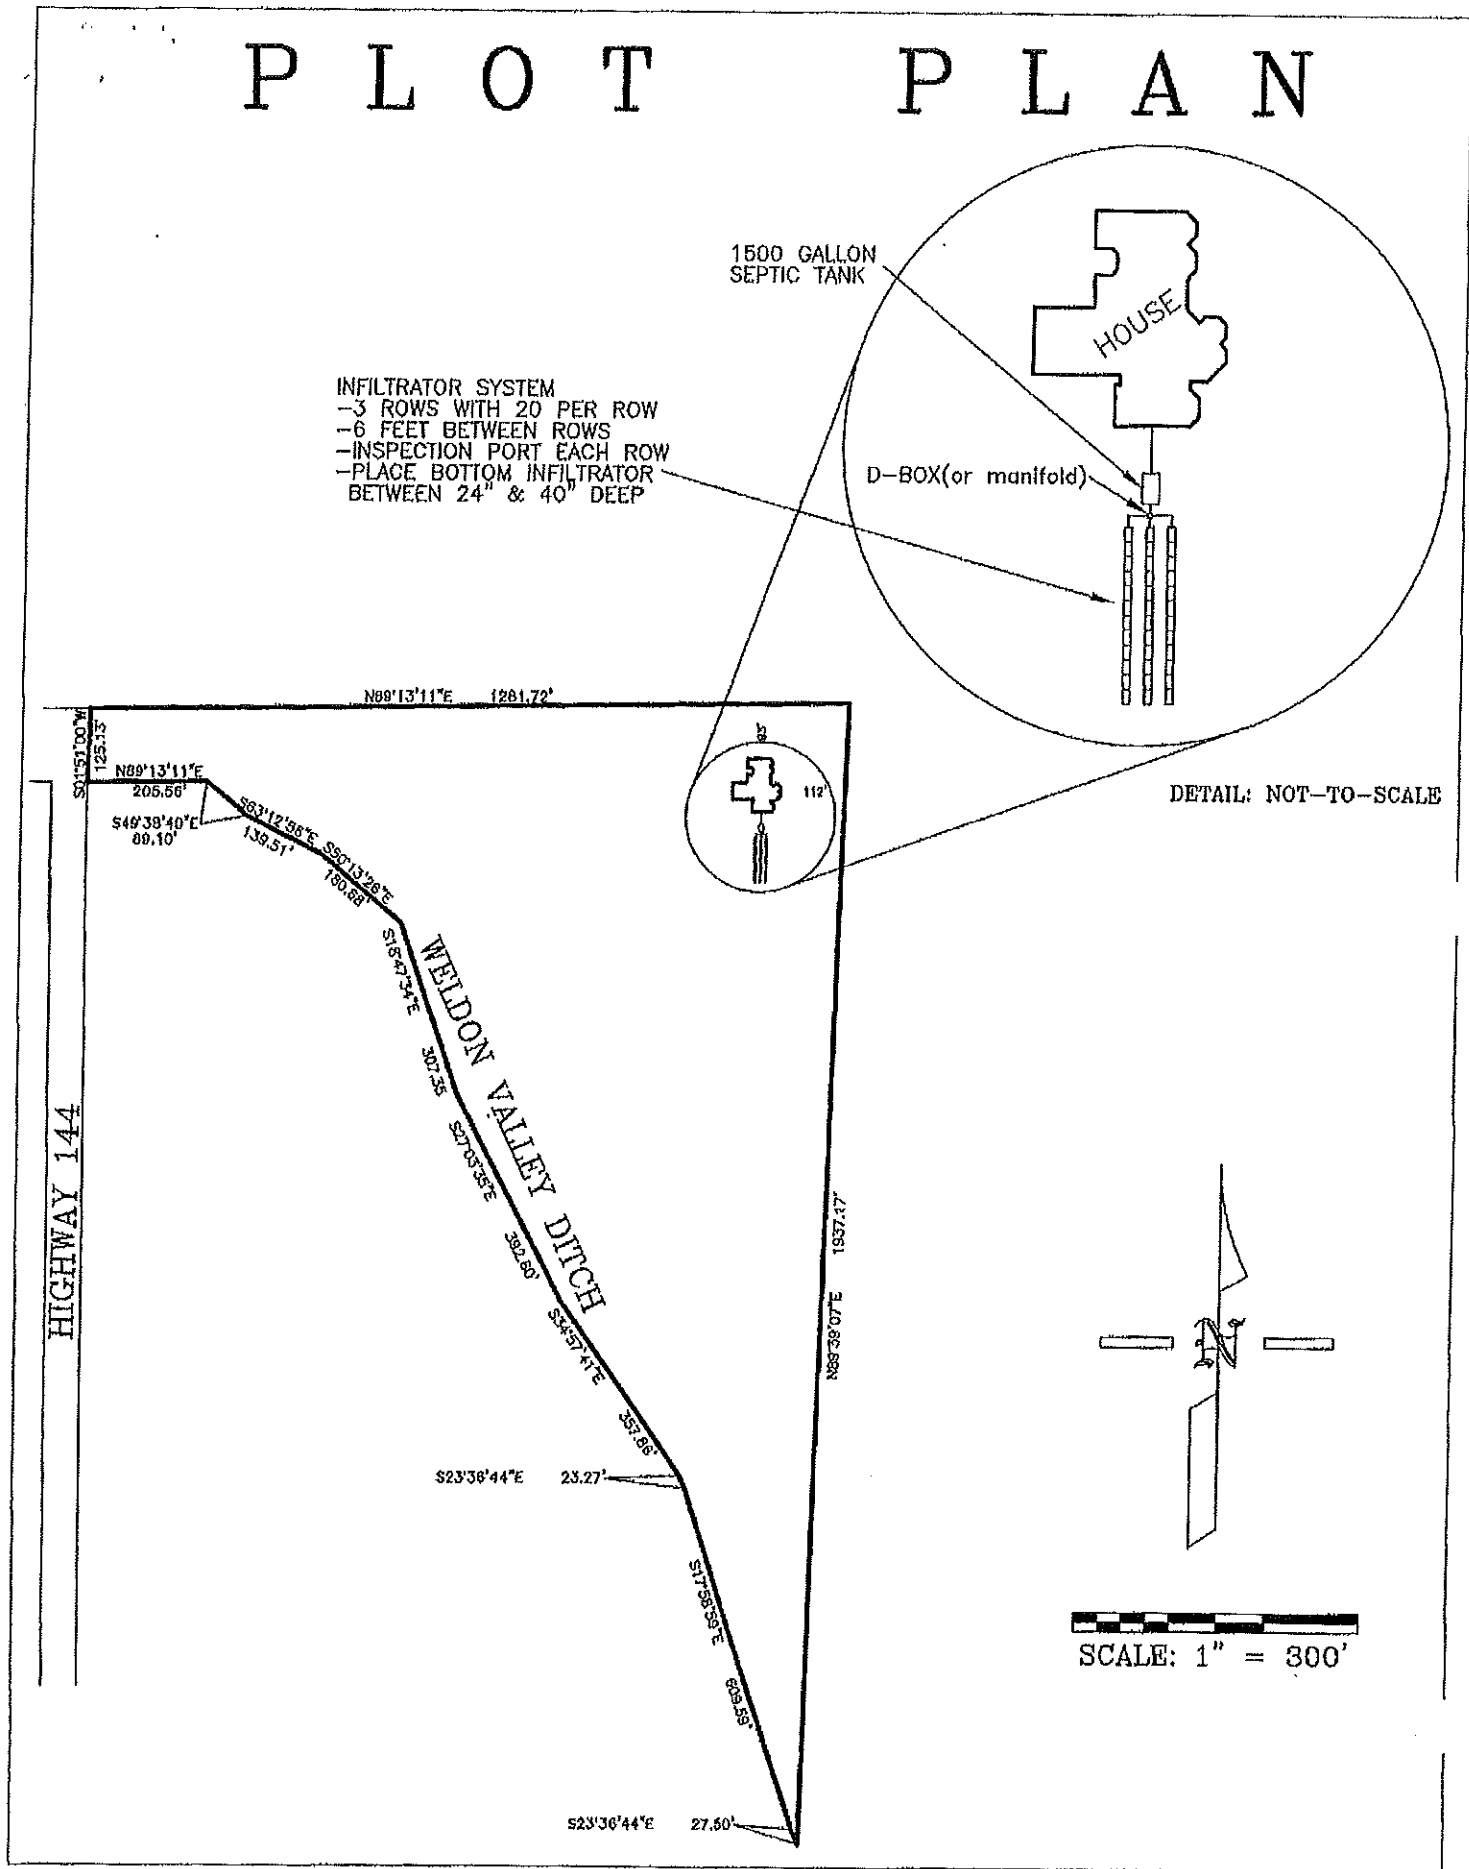 PLOT PLAN
1500 GALLON
SEPTIC TANK
HOUSE
INFILTRATOR SYSTEM
-3 ROWS WITH 20 PER ROW
-6 FEET BETWEEN ROWS
-INSPECTION PORT EACH ROW
-PLACE BOTTOM INFILTRATOR
BETWEEN 24" & 40" DEEP
D-BOX(or manifold)
DETAIL: NOT-TO-SCALE
N89°13'11"E 1281.72'
S01°51'00"W
125.13'
N89°13'11"E
205.56'
S49°38'40"E
89.10'
S63°12'56"E
139.51'
S50°13'26"E
180.68'
S18°47'34"E 307.35
S27°03'35"E 392.60'
S34°57'41"E 357.86'
S23°36'44"E 23.27'
S17°58'59"E 609.59'
S23°36'44"E 27.50'
83'
112'
N89°39'07"E 1937.17'
WELDON VALLEY DITCH
HIGHWAY 144
N
SCALE: 1" = 300'